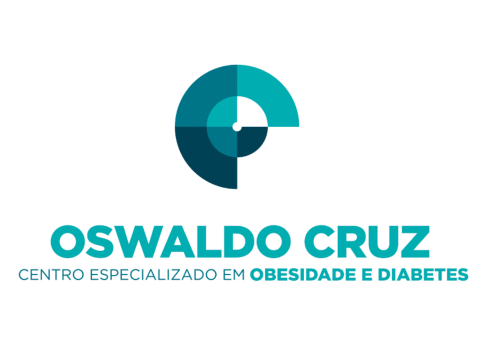 OSWALDO CRUZ
CENTRO ESPECIALIZADO EM OBESIDADE E DIABETES